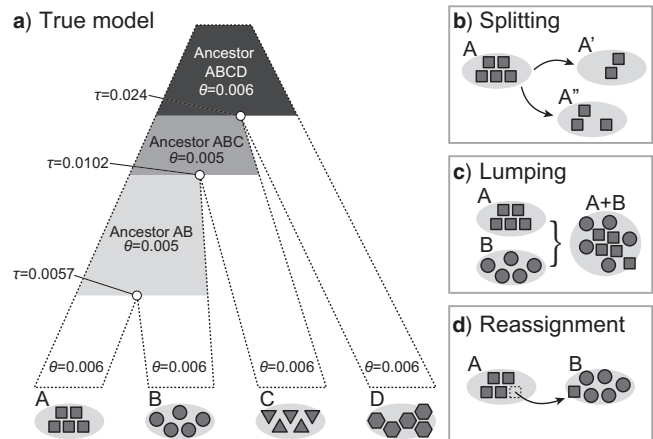 a) True model
Ancestor
ABCD
θ=0.006
τ=0.024
Ancestor ABC
θ=0.005
τ=0.0102
Ancestor AB
θ=0.005
τ=0.0057
θ=0.006 θ=0.006 θ=0.006 θ=0.006
A B C D
b) Splitting
A A'
A"
c) Lumping
A A+B
B
d) Reassignment
A B